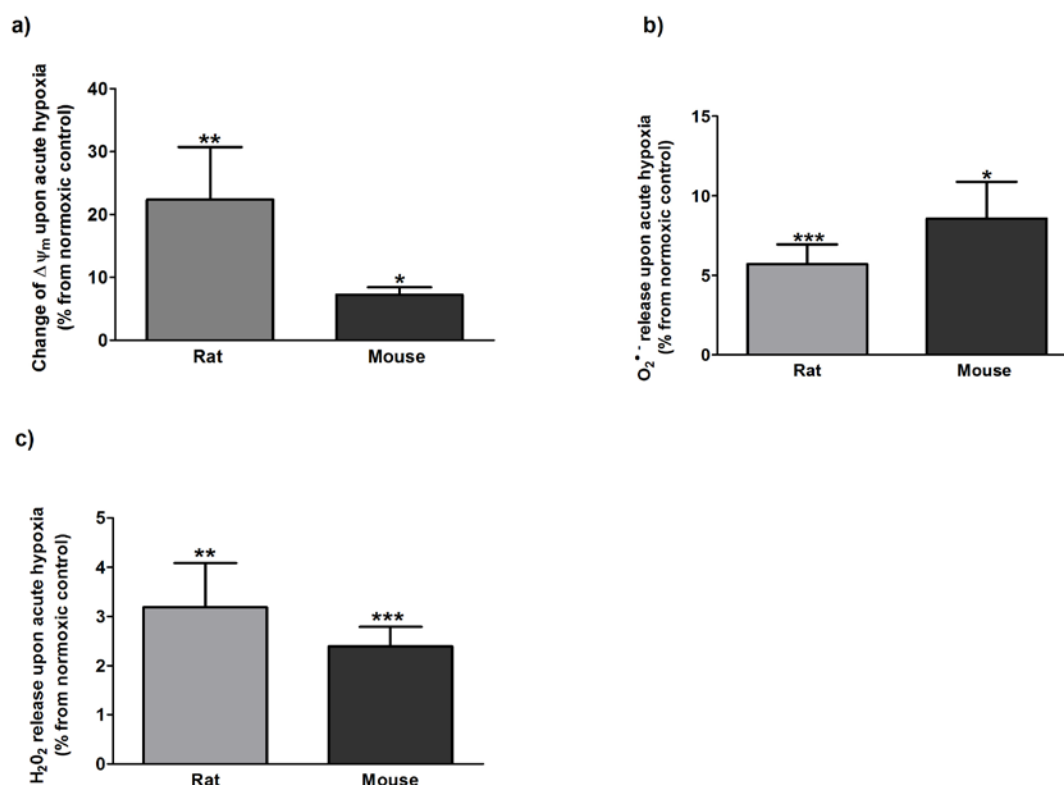 a)
Change of Δψm upon acute hypoxia
(% from normoxic control)
40
30
20
10
0
**
*
Rat Mouse
b)
O2•- release upon acute hypoxia
(% from normoxic control)
15
10
5
0
***
*
Rat Mouse
c)
H2O2 release upon acute hypoxia
(% from normoxic control)
5
4
3
2
1
0
**
***
Rat Mouse